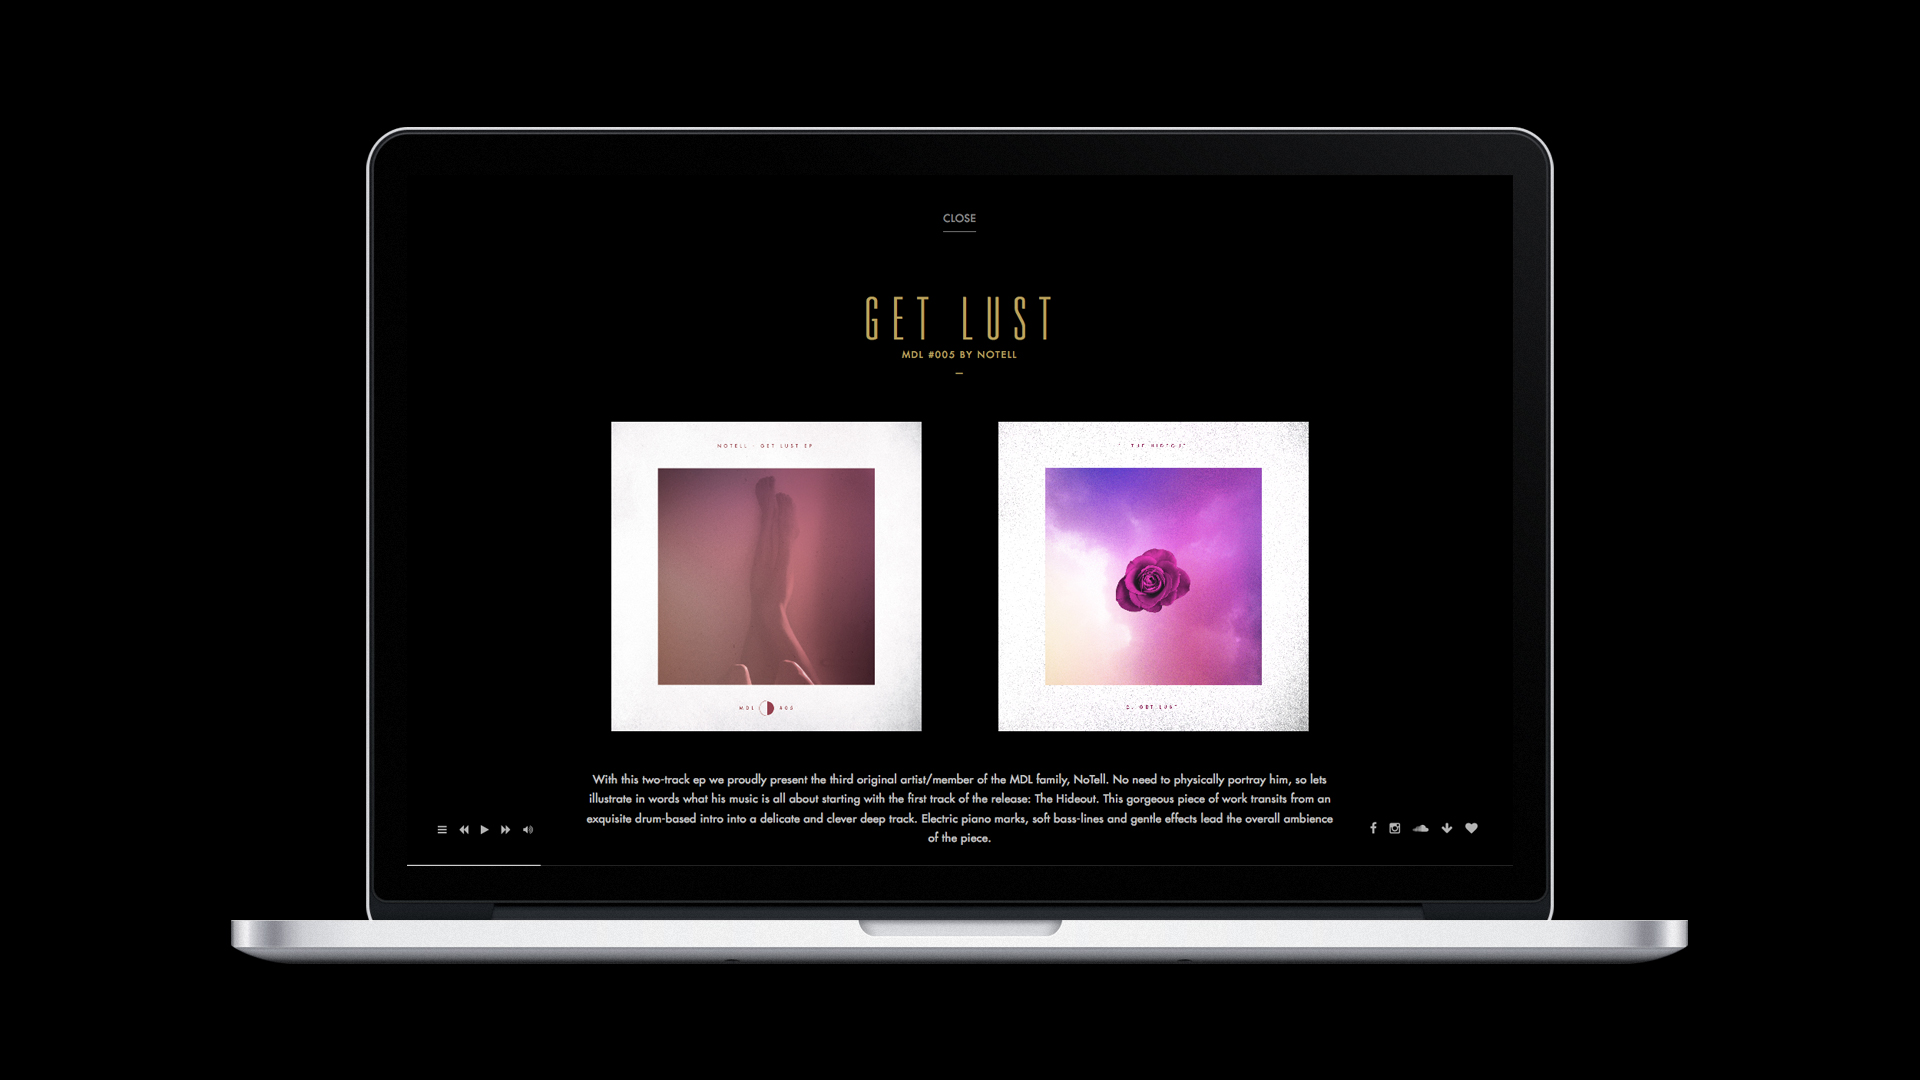 CLOSE
GET LUST
MDL #005 BY NOTELL
–
NOTELL - GET LUST EP
THE HIDEOUT
MDL #05
2. GET LUST
With this two-track ep we proudly present the third original artist/member of the MDL family, NoTell. No need to physically portray him, so lets
illustrate in words what his music is all about starting with the first track of the release: The Hideout. This gorgeous piece of work transits from an
exquisite drum-based intro into a delicate and clever deep track. Electric piano marks, soft bass-lines and gentle effects lead the overall ambience
of the piece.